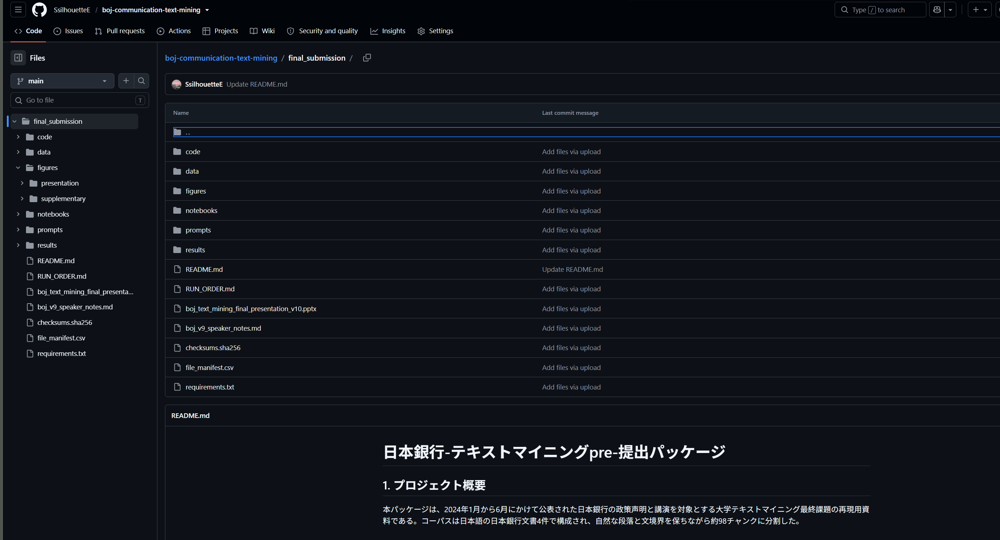 SsilhouetteE / boj-communication-text-mining
Type / to search
Code Issues Pull requests Actions Projects Wiki Security and quality Insights Settings
Files
main
Go to file T
final_submission
code
data
figures
presentation
supplementary
notebooks
prompts
results
README.md
RUN_ORDER.md
boj_text_mining_final_presenta...
boj_v9_speaker_notes.md
checksums.sha256
file_manifest.csv
requirements.txt
boj-communication-text-mining / final_submission /
SsilhouetteE Update README.md
Name Last commit message
..
code Add files via upload
data Add files via upload
figures Add files via upload
notebooks Add files via upload
prompts Add files via upload
results Add files via upload
README.md Update README.md
RUN_ORDER.md Add files via upload
boj_text_mining_final_presentation_v10.pptx Add files via upload
boj_v9_speaker_notes.md Add files via upload
checksums.sha256 Add files via upload
file_manifest.csv Add files via upload
requirements.txt Add files via upload
README.md
日本銀行-テキストマイニングpre-提出パッケージ
1. プロジェクト概要
本パッケージは、2024年1月から6月にかけて公表された日本銀行の政策声明と講演を対象とする大学テキストマイニング最終課題の再現用資
料である。コーパスは日本語の日本銀行文書4件で構成され、自然な段落と文境界を保ちながら約98チャンクに分割した。